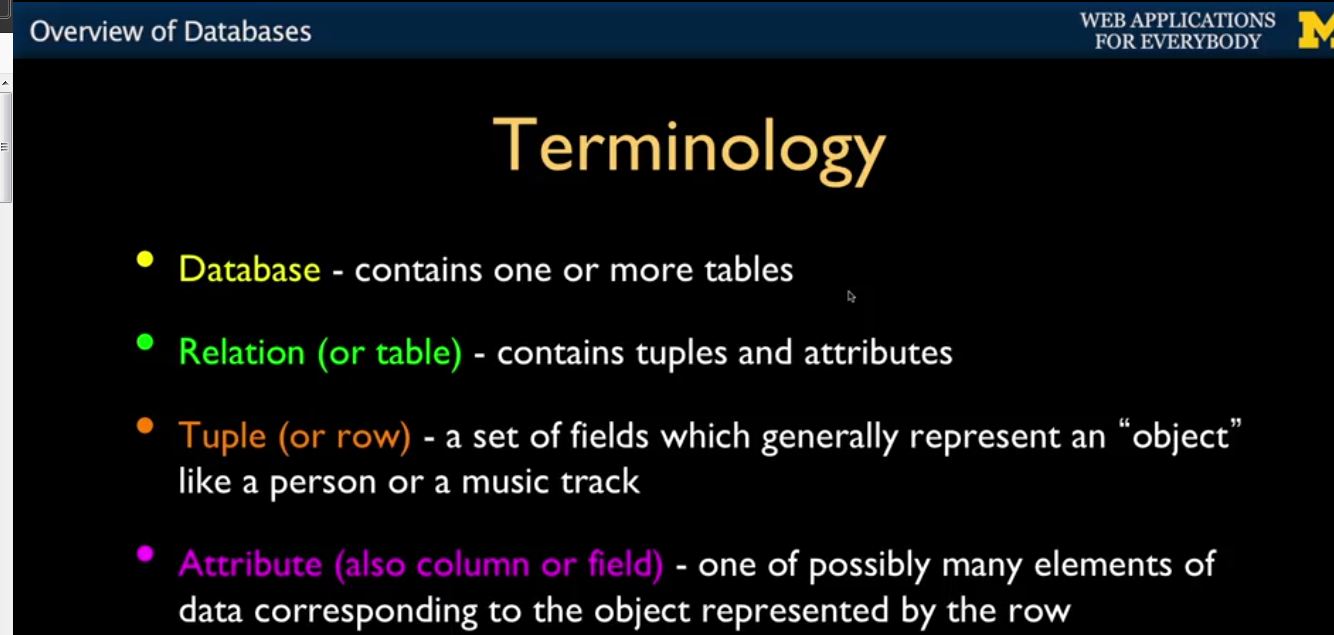 Overview of Databases
WEB APPLICATIONS
FOR EVERYBODY
Terminology
• Database - contains one or more tables
• Relation (or table) - contains tuples and attributes
• Tuple (or row) - a set of fields which generally represent an “object”
like a person or a music track
• Attribute (also column or field) - one of possibly many elements of
data corresponding to the object represented by the row